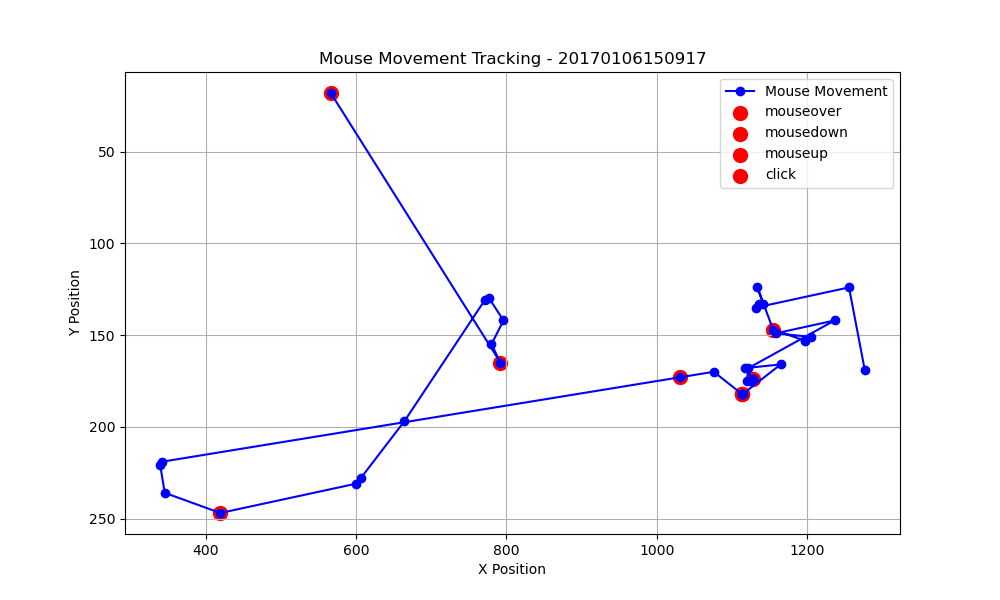 Mouse Movement Tracking - 20170106150917
Mouse Movement
mouseover
mousedown
mouseup
click
Y Position
50
100
150
200
250
400
600
800
1000
1200
X Position